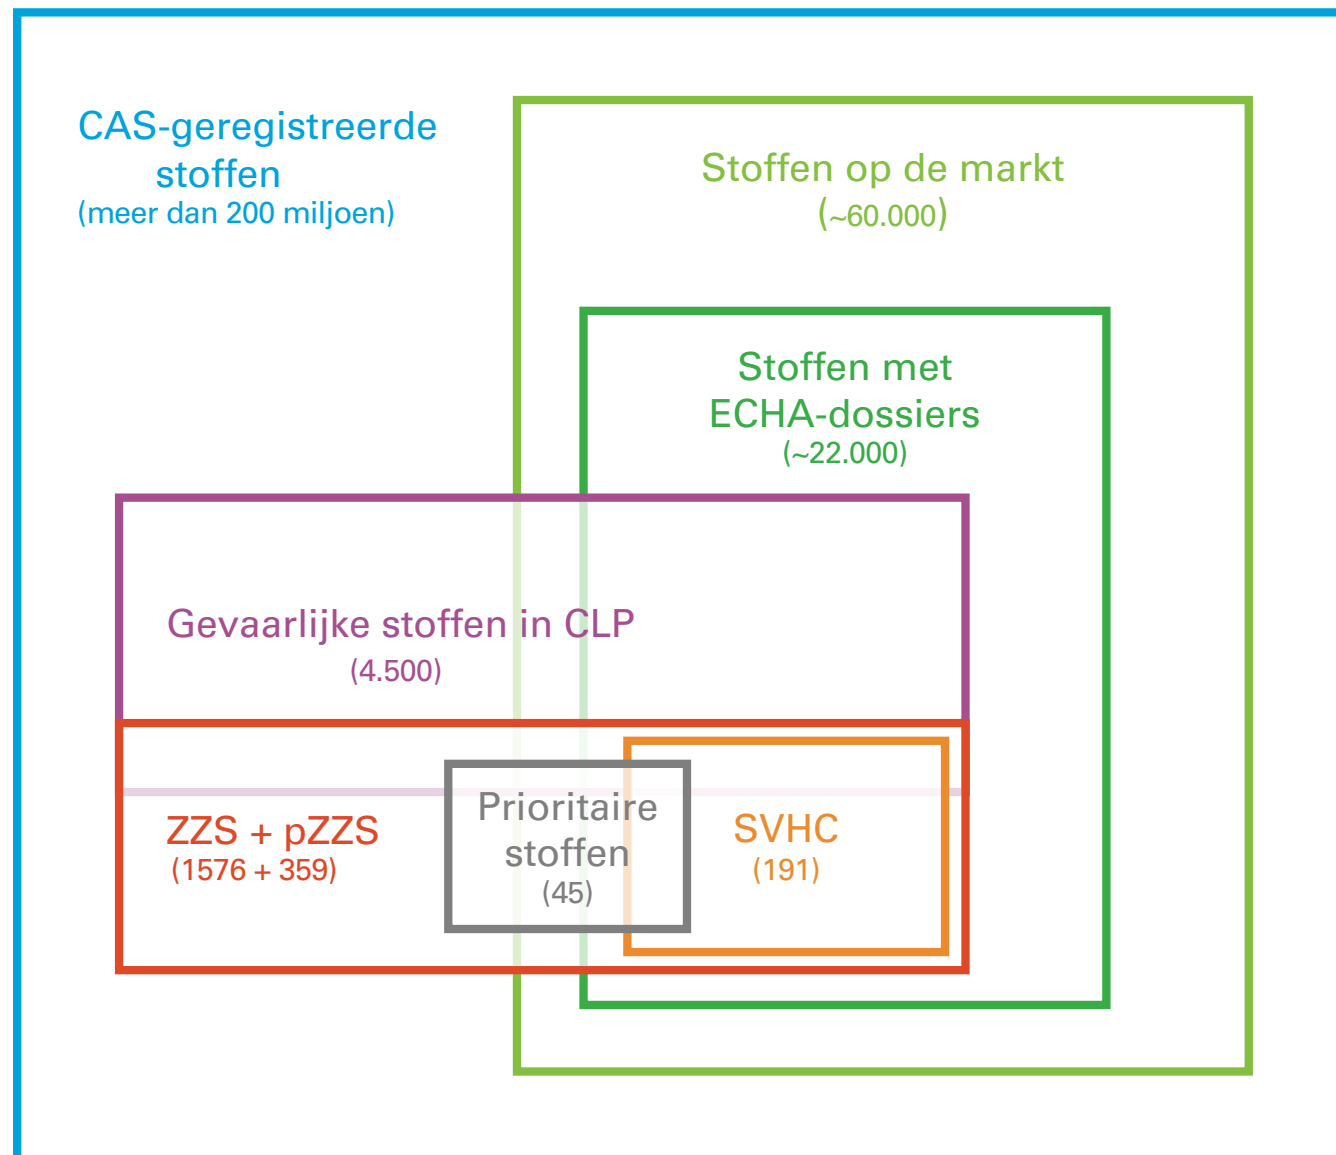 CAS-geregistreerde
stoffen
(meer dan 200 miljoen)
Stoffen op de markt
(~60.000)
Stoffen met
ECHA-dossiers
(~22.000)
Gevaarlijke stoffen in CLP
(4.500)
ZZS + pZZS
(1576 + 359)
Prioritaire
stoffen
(45)
SVHC
(191)